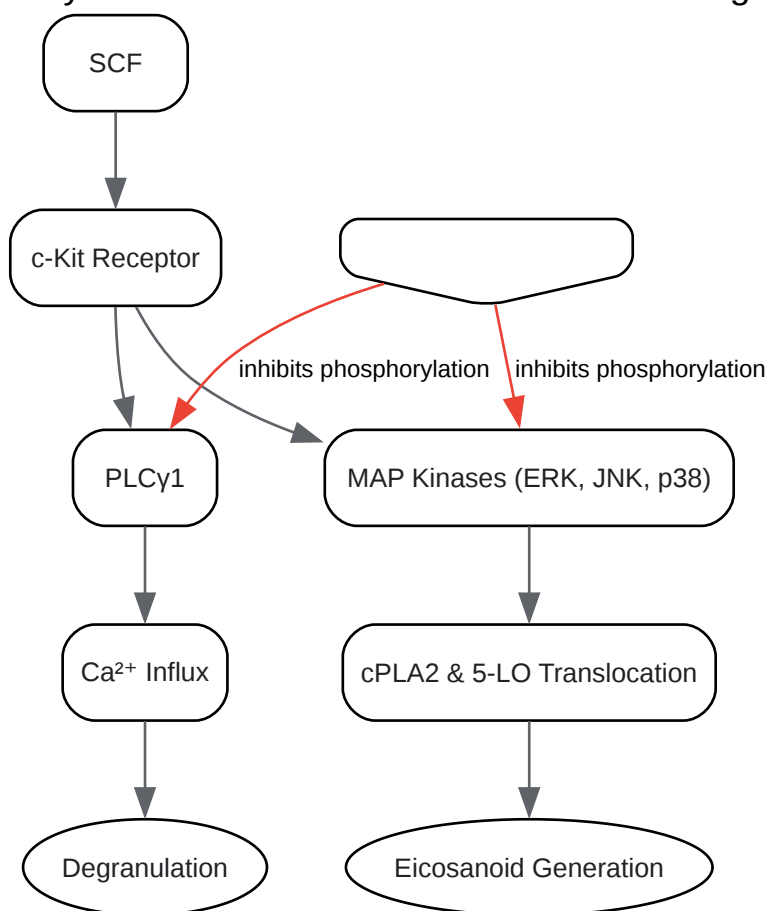 SCF
c-Kit Receptor
inhibits phosphorylation
inhibits phosphorylation
PLCγ1
MAP Kinases (ERK, JNK, p38)
Ca²⁺ Influx
cPLA2 & 5-LO Translocation
Degranulation
Eicosanoid Generation